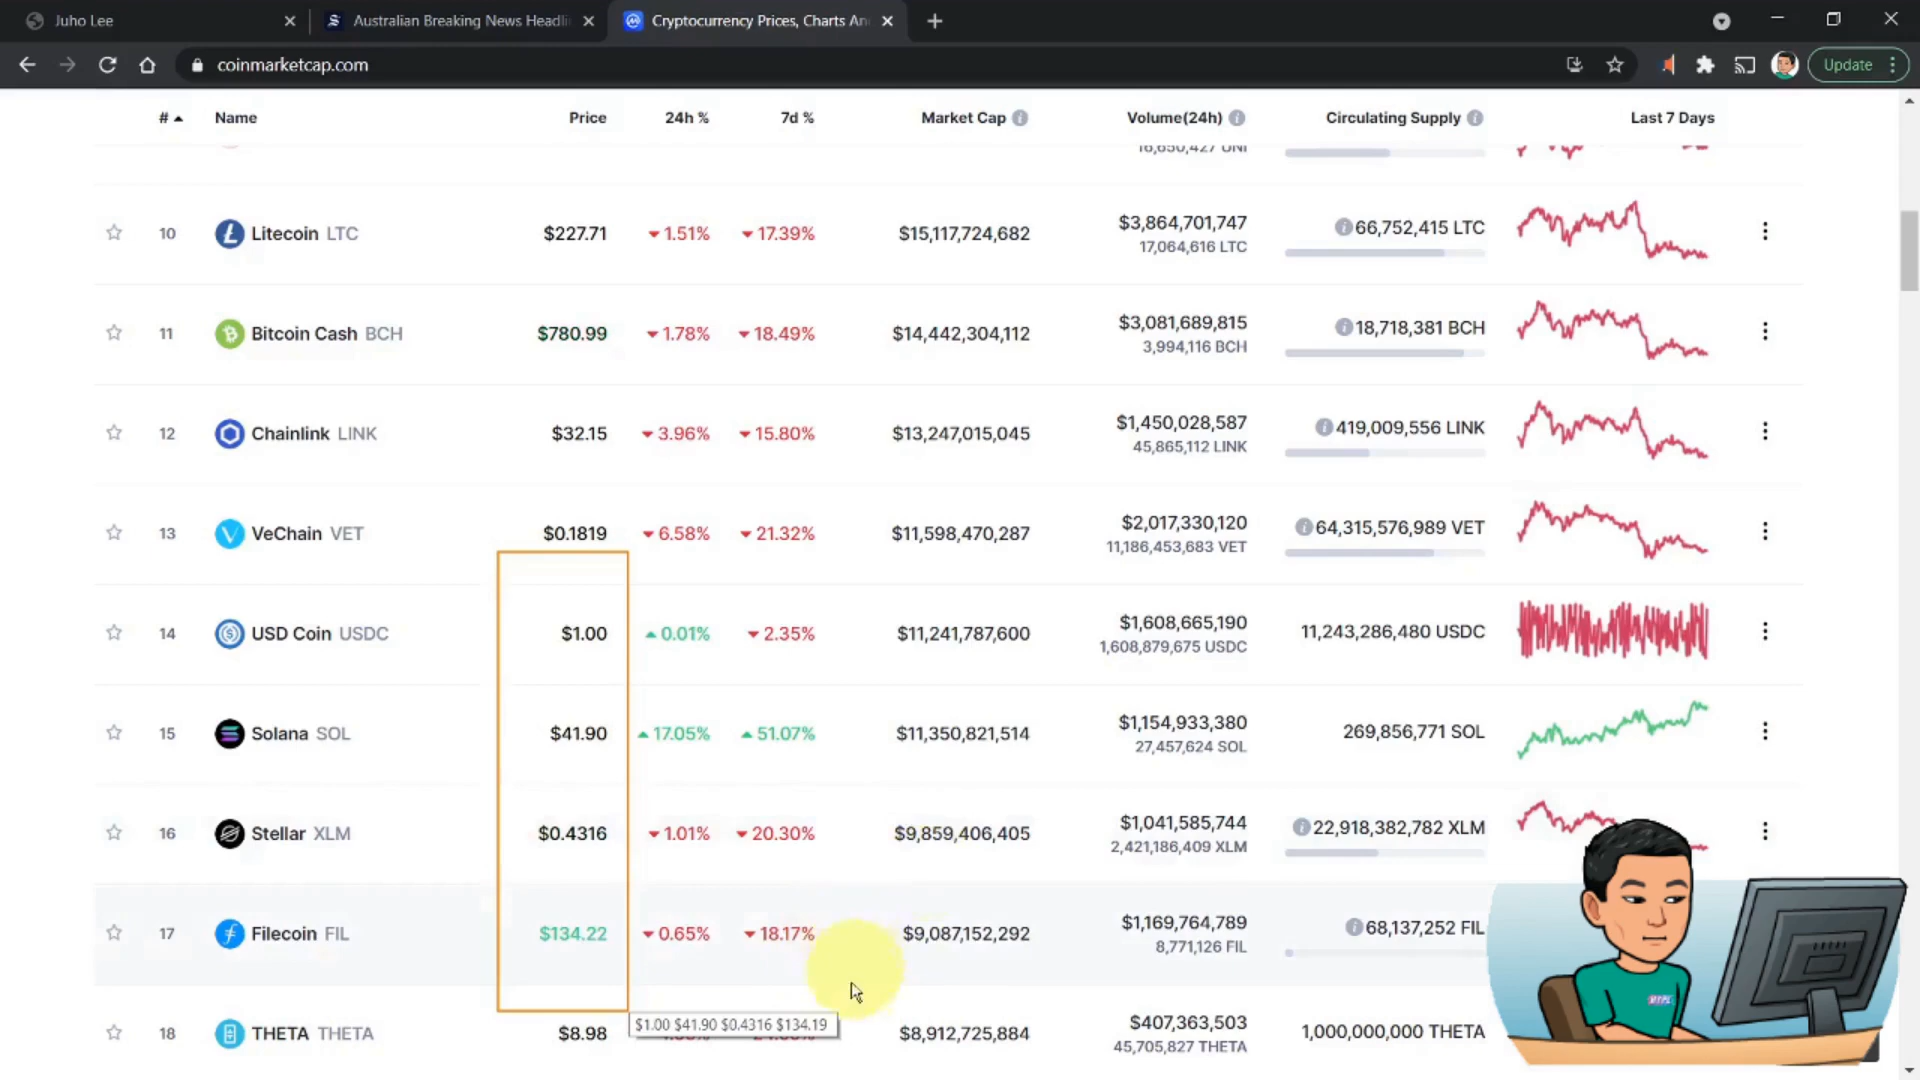 Juho Lee
Australian Breaking News Headli
Cryptocurrency Prices, Charts An
coinmarketcap.com
Update
# Name Price 24h % 7d % Market Cap Volume(24h) Circulating Supply Last 7 Days
16,650,427 UNI
10 Litecoin LTC $227.71 1.51% 17.39% $15,117,724,682 $3,864,701,747 66,752,415 LTC
17,064,616 LTC
11 Bitcoin Cash BCH $780.99 1.78% 18.49% $14,442,304,112 $3,081,689,815 18,718,381 BCH
3,994,116 BCH
12 Chainlink LINK $32.15 3.96% 15.80% $13,247,015,045 $1,450,028,587 419,009,556 LINK
45,865,112 LINK
13 VeChain VET $0.1819 6.58% 21.32% $11,598,470,287 $2,017,330,120 64,315,576,989 VET
11,186,453,683 VET
14 USD Coin USDC $1.00 0.01% 2.35% $11,241,787,600 $1,608,665,190 11,243,286,480 USDC
1,608,879,675 USDC
15 Solana SOL $41.90 17.05% 51.07% $11,350,821,514 $1,154,933,380 269,856,771 SOL
27,457,624 SOL
16 Stellar XLM $0.4316 1.01% 20.30% $9,859,406,405 $1,041,585,744 22,918,382,782 XLM
2,421,186,409 XLM
17 Filecoin FIL $134.22 0.65% 18.17% $9,087,152,292 $1,169,764,789 68,137,252 FIL
8,771,126 FIL
18 THETA THETA $8.98 $8,912,725,884 $407,363,503 1,000,000,000 THETA
45,705,827 THETA
$1.00 $41.90 $0.4316 $134.19